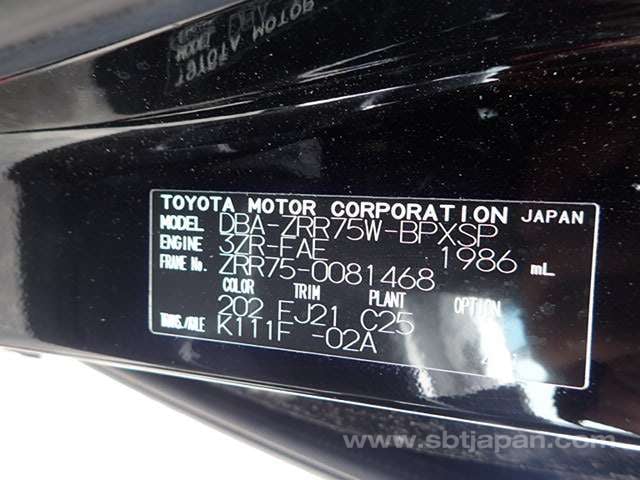 TOYOTA MOTOR CORPORATION JAPAN
MODEL DBA-ZRR75W-BPXSP
ENGINE 3ZR-FAE 1986 mL
FRAME No. ZRR75-0081468
COLOR TRIM PLANT OPTION
202 FJ21 C25
TRANS./AXLE K111F -02A
www.sbtjapan.com